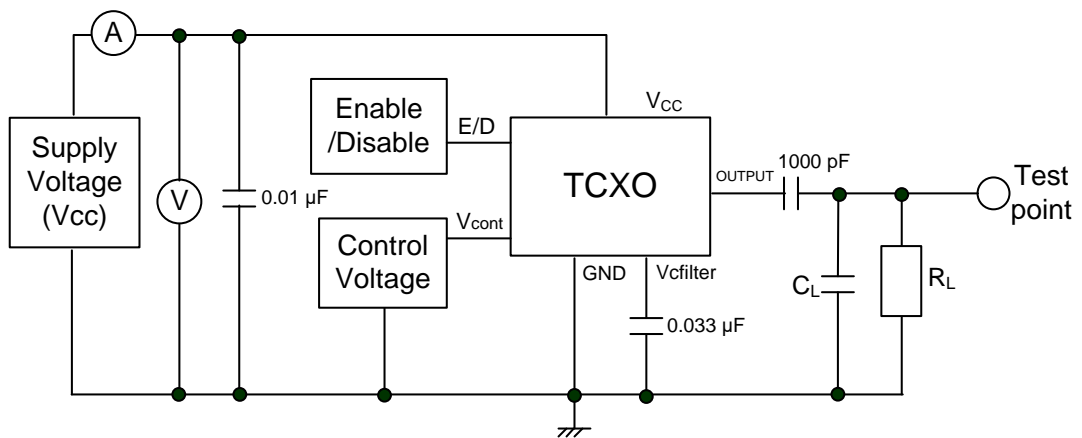 A
Supply
Voltage
(Vcc)
V
0.01 µF
Enable
/Disable
E/D
Control
Voltage
Vcont
VCC
TCXO
GND
Vcfilter
0.033 µF
OUTPUT
1000 pF
CL
RL
Test
point